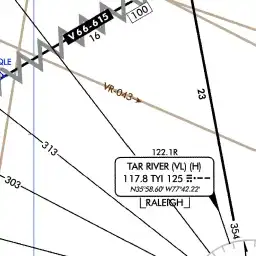 V66-615
16
100
QLE
VR-043
23
313
303
122.1R
TAR RIVER (VL) (H)
117.8 TYI 125
N35°58.60' W77°42.22'
RALEIGH
354